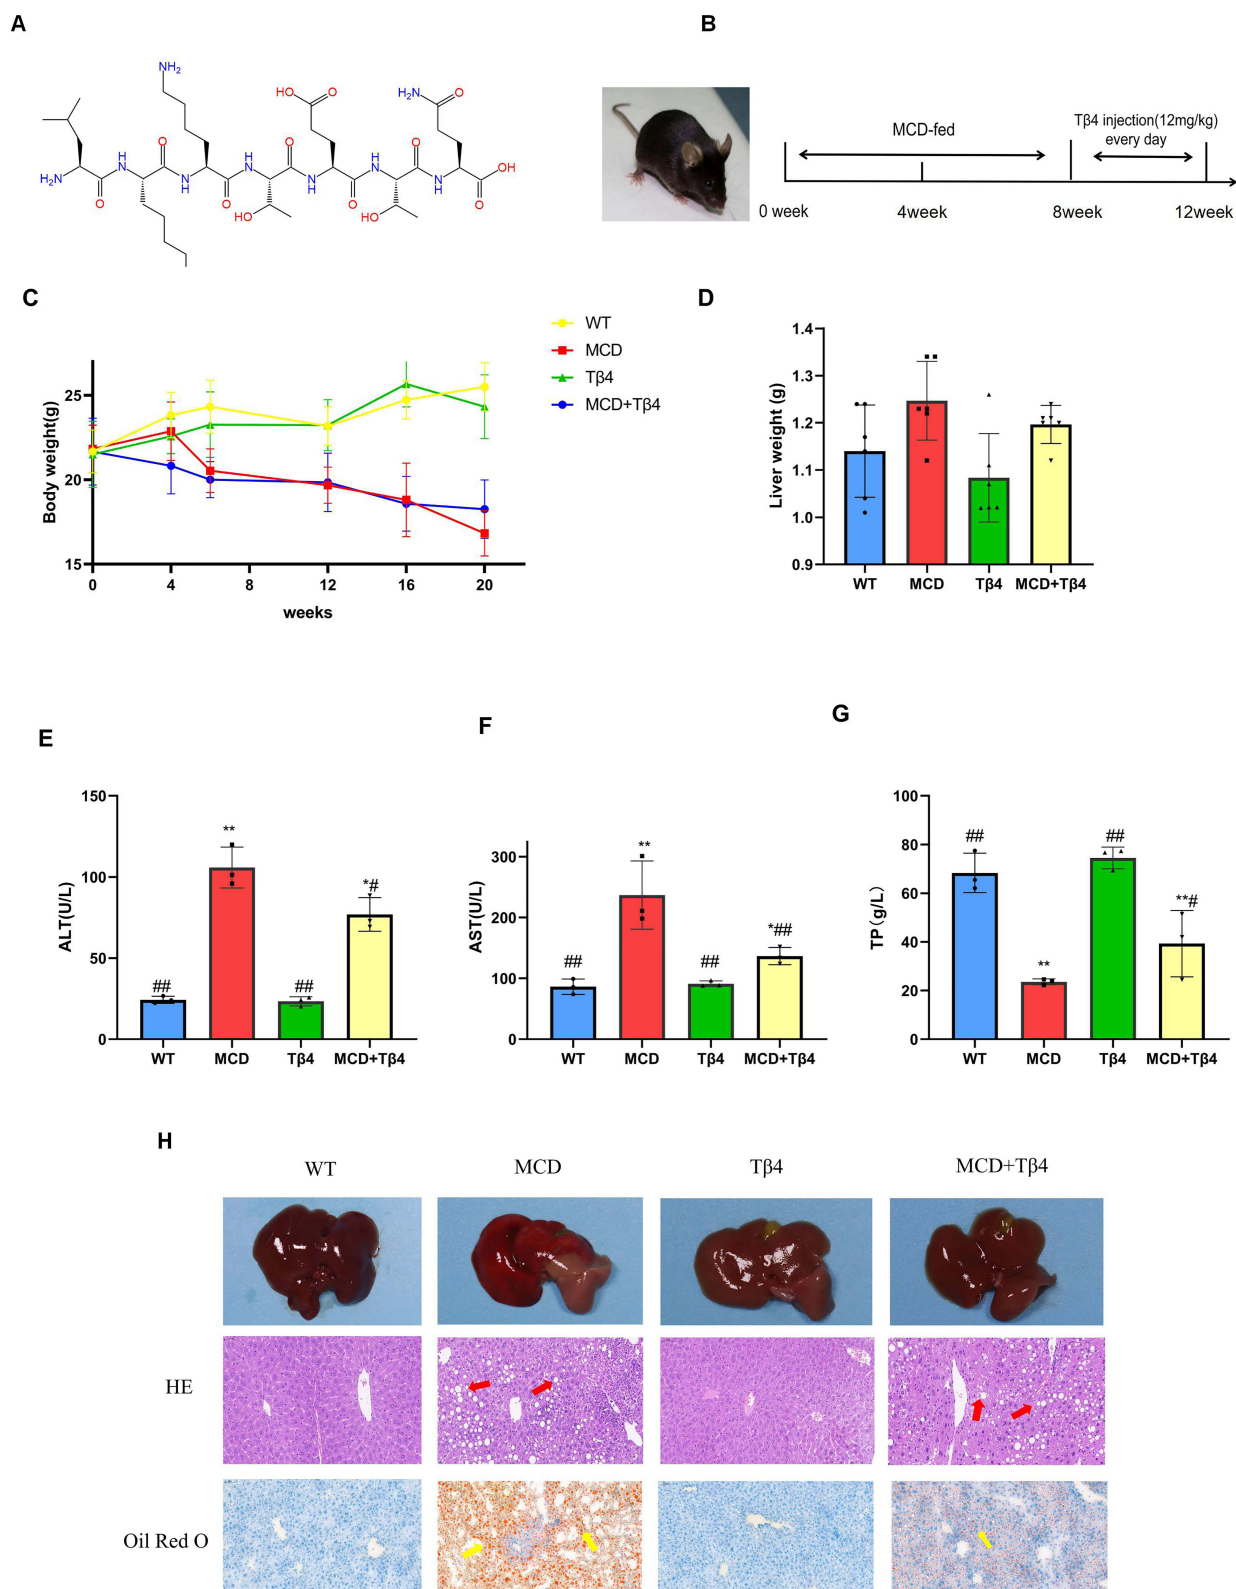 A
B
NH₂
HO
O
H₂N
O
O
H
N
O
H
N
O
H
N
OH
H₂N
O
N
H
O
N
H
O
N
H
O
HO
HO
MCD-fed
Tβ4 injection(12mg/kg)
every day
0 week
4week
8week
12week
C
WT
MCD
Tβ4
MCD+Tβ4
Body weight(g)
25
20
15
0
4
8
12
16
20
weeks
D
Liver weight (g)
1.4
1.3
1.2
1.1
1.0
0.9
WT
MCD
Tβ4
MCD+Tβ4
E
ALT(U/L)
150
100
50
0
##
**
##
*#
WT
MCD
Tβ4
MCD+Tβ4
F
AST(U/L)
300
200
100
0
##
**
##
*##
WT
MCD
Tβ4
MCD+Tβ4
G
TP(g/L)
100
80
60
40
20
0
##
**
##
**#
WT
MCD
Tβ4
MCD+Tβ4
H
WT
MCD
Tβ4
MCD+Tβ4
HE
Oil Red O